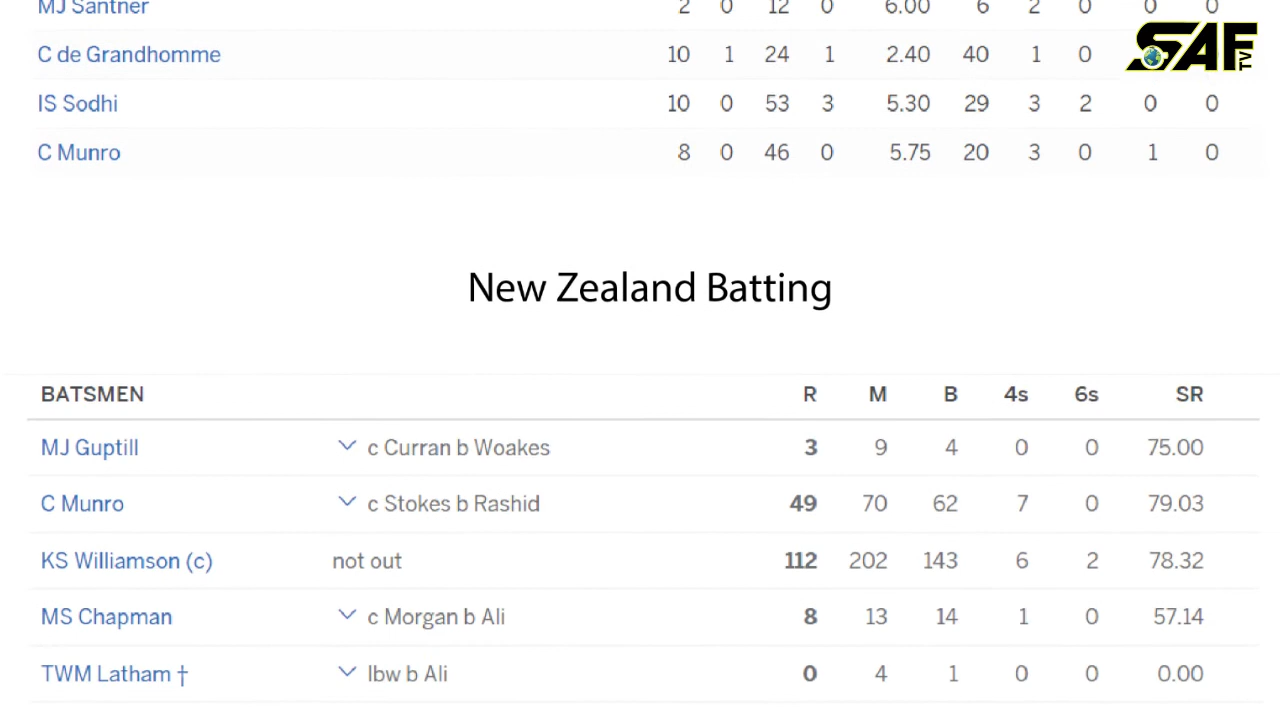 MJ Santner 2 0 12 0 6.00 6 2 0 0 0
C de Grandhomme 10 1 24 1 2.40 40 1 0
SAF TV
IS Sodhi 10 0 53 3 5.30 29 3 2 0 0
C Munro 8 0 46 0 5.75 20 3 0 1 0
New Zealand Batting
BATSMEN R M B 4s 6s SR
MJ Guptill c Curran b Woakes 3 9 4 0 0 75.00
C Munro c Stokes b Rashid 49 70 62 7 0 79.03
KS Williamson (c) not out 112 202 143 6 2 78.32
MS Chapman c Morgan b Ali 8 13 14 1 0 57.14
TWM Latham † lbw b Ali 0 4 1 0 0 0.00